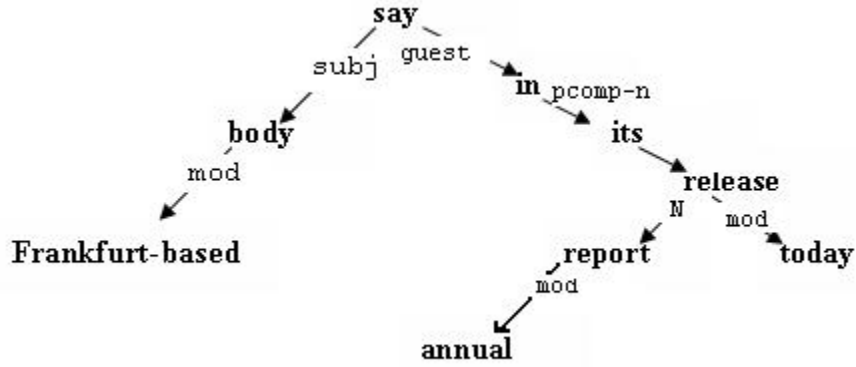 say
subj guest
in pcomp-n
body its
mod release
N mod
Frankfurt-based report today
mod
annual